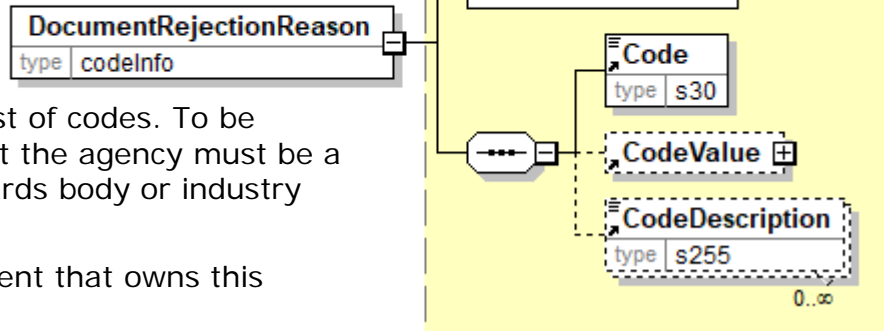 DocumentRejectionReason
type codeInfo
Code
type s30
st of codes. To be
t the agency must be a
rds body or industry
CodeValue
CodeDescription
type s255
0..∞
ent that owns this